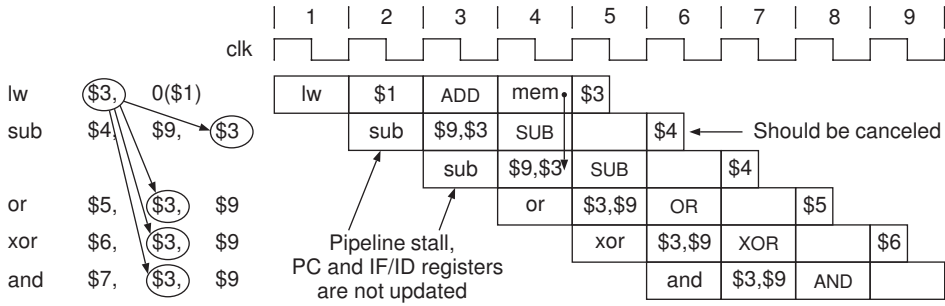 1 2 3 4 5 6 7 8 9
clk
lw $3, 0($1) lw $1 ADD mem $3
sub $4, $9, $3 sub $9,$3 SUB $4 Should be canceled
sub $9,$3 SUB $4
or $5, $3, $9 or $3,$9 OR $5
xor $6, $3, $9 xor $3,$9 XOR $6
and $7, $3, $9 and $3,$9 AND
Pipeline stall,
PC and IF/ID registers
are not updated